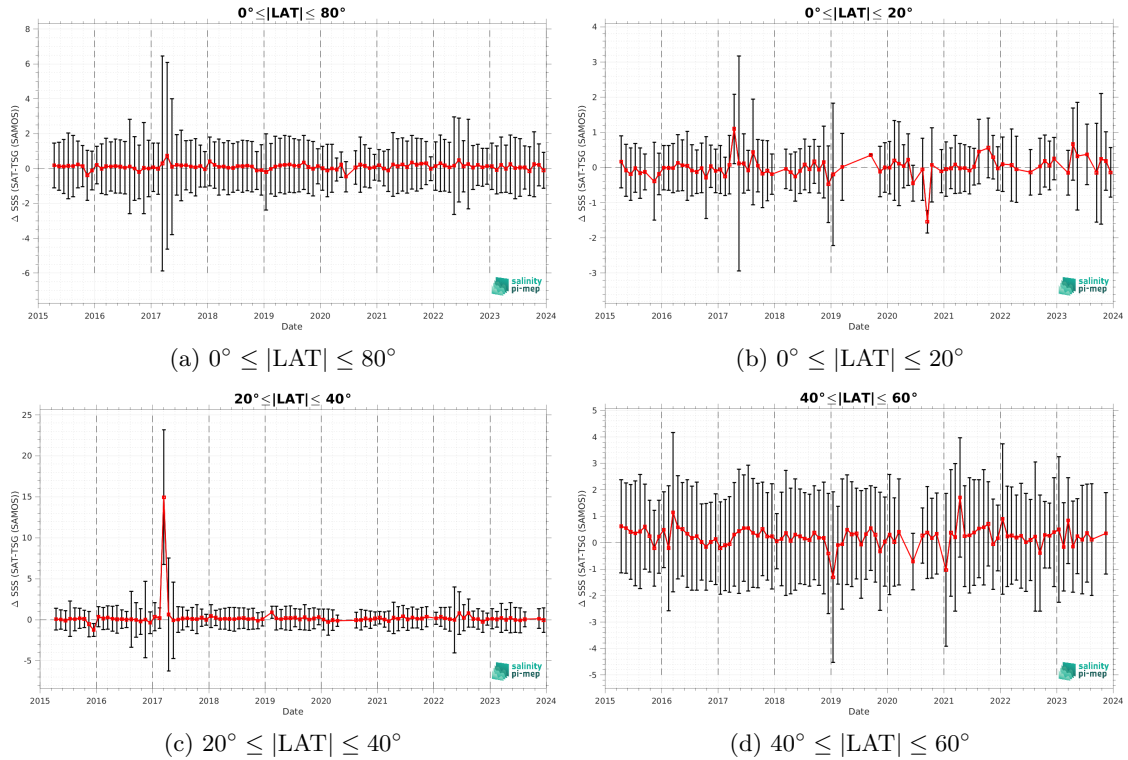 0°≤|LAT|≤ 80°
Δ SSS (SAT-TSG (SAMOS))
8
6
4
2
0
-2
-4
-6
2015 2016 2017 2018 2019 2020 2021 2022 2023 2024
Date
salinity
pi-mep
(a) 0° ≤ |LAT| ≤ 80°
0°≤|LAT|≤ 20°
Δ SSS (SAT-TSG (SAMOS))
4
3
2
1
0
-1
-2
-3
2015 2016 2017 2018 2019 2020 2021 2022 2023 2024
Date
salinity
pi-mep
(b) 0° ≤ |LAT| ≤ 20°
20°≤|LAT|≤ 40°
Δ SSS (SAT-TSG (SAMOS))
25
20
15
10
5
0
-5
2015 2016 2017 2018 2019 2020 2021 2022 2023 2024
Date
salinity
pi-mep
(c) 20° ≤ |LAT| ≤ 40°
40°≤|LAT|≤ 60°
Δ SSS (SAT-TSG (SAMOS))
5
4
3
2
1
0
-1
-2
-3
-4
-5
2015 2016 2017 2018 2019 2020 2021 2022 2023 2024
Date
salinity
pi-mep
(d) 40° ≤ |LAT| ≤ 60°